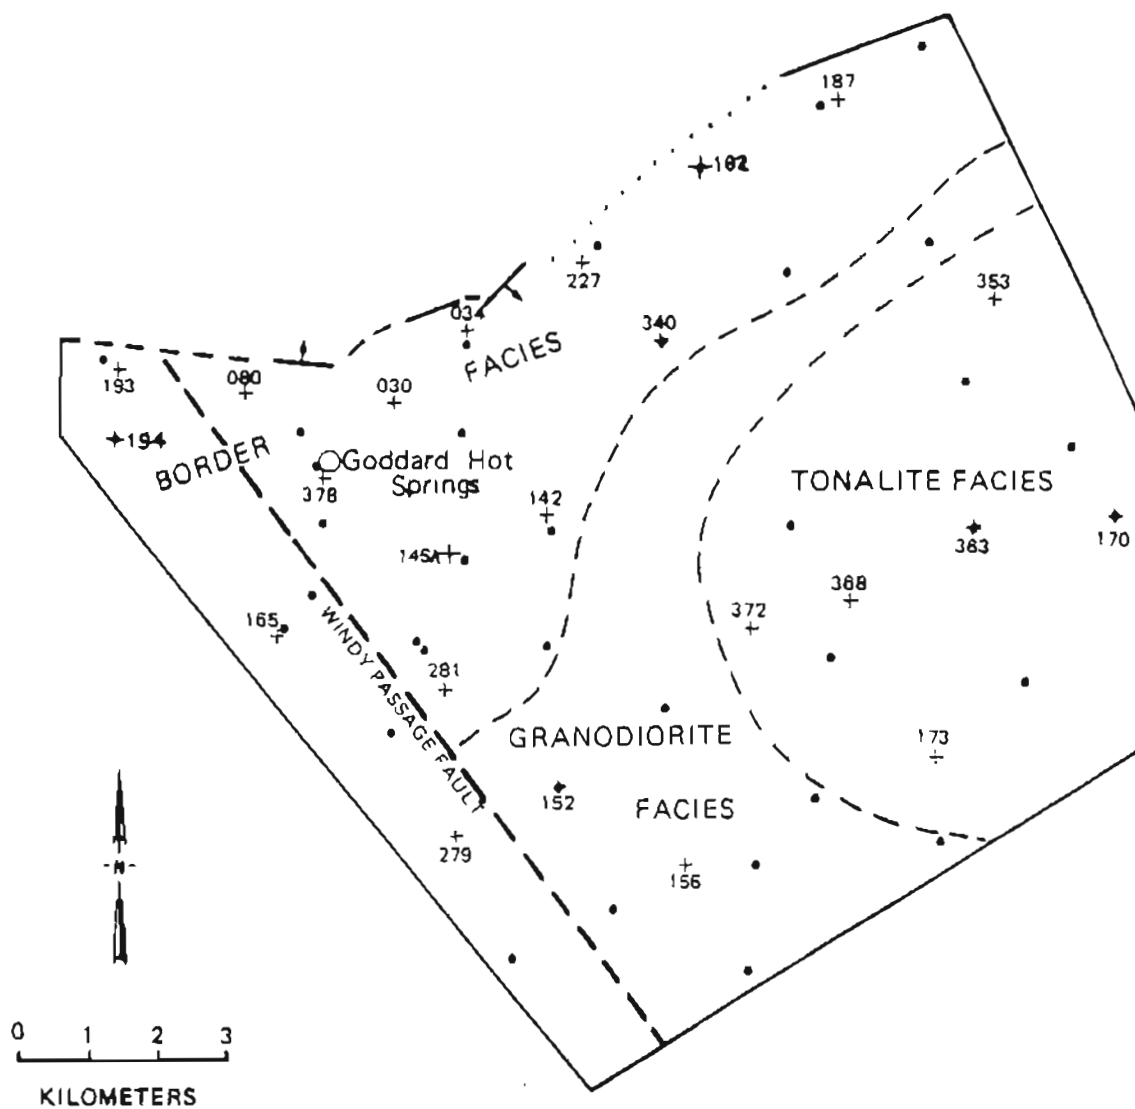 187
182
227
353
034
340
FACIES
193
080
030
194
BORDER
Goddard Hot
Springs
378
142
TONALITE FACIES
145A
363
170
368
165
372
WINDY PASSAGE FAULT
281
GRANODIORITE
173
152
FACIES
279
156
N
0 1 2 3
KILOMETERS